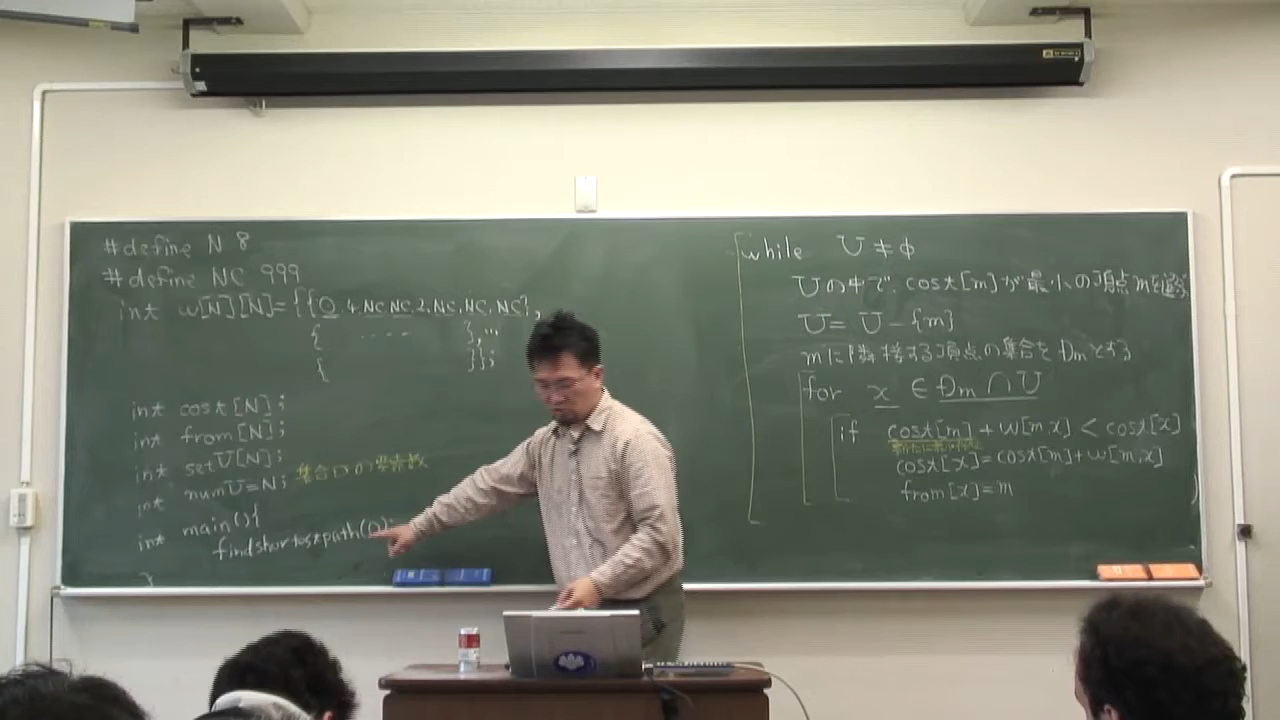 #define N 8
#define NC 999
int w[N][N]={{0,4,NC,NC,2,NC,NC,NC},
{ .... },...
{ }};
int cost[N];
int from[N];
int setU[N];
int numU=N; 集合Uの要素数
int main(){
findshortestpath(0);
}
while U≠φ
Uの中で、cost[m]が最小の頂点mを選ぶ
U= U-{m}
mに隣接する頂点の集合をDmとする
for x ∈ Dm∩U
if cost[m]+w[m,x]<cost[x]
cost[x]=cost[m]+w[m,x]
from[x]=m